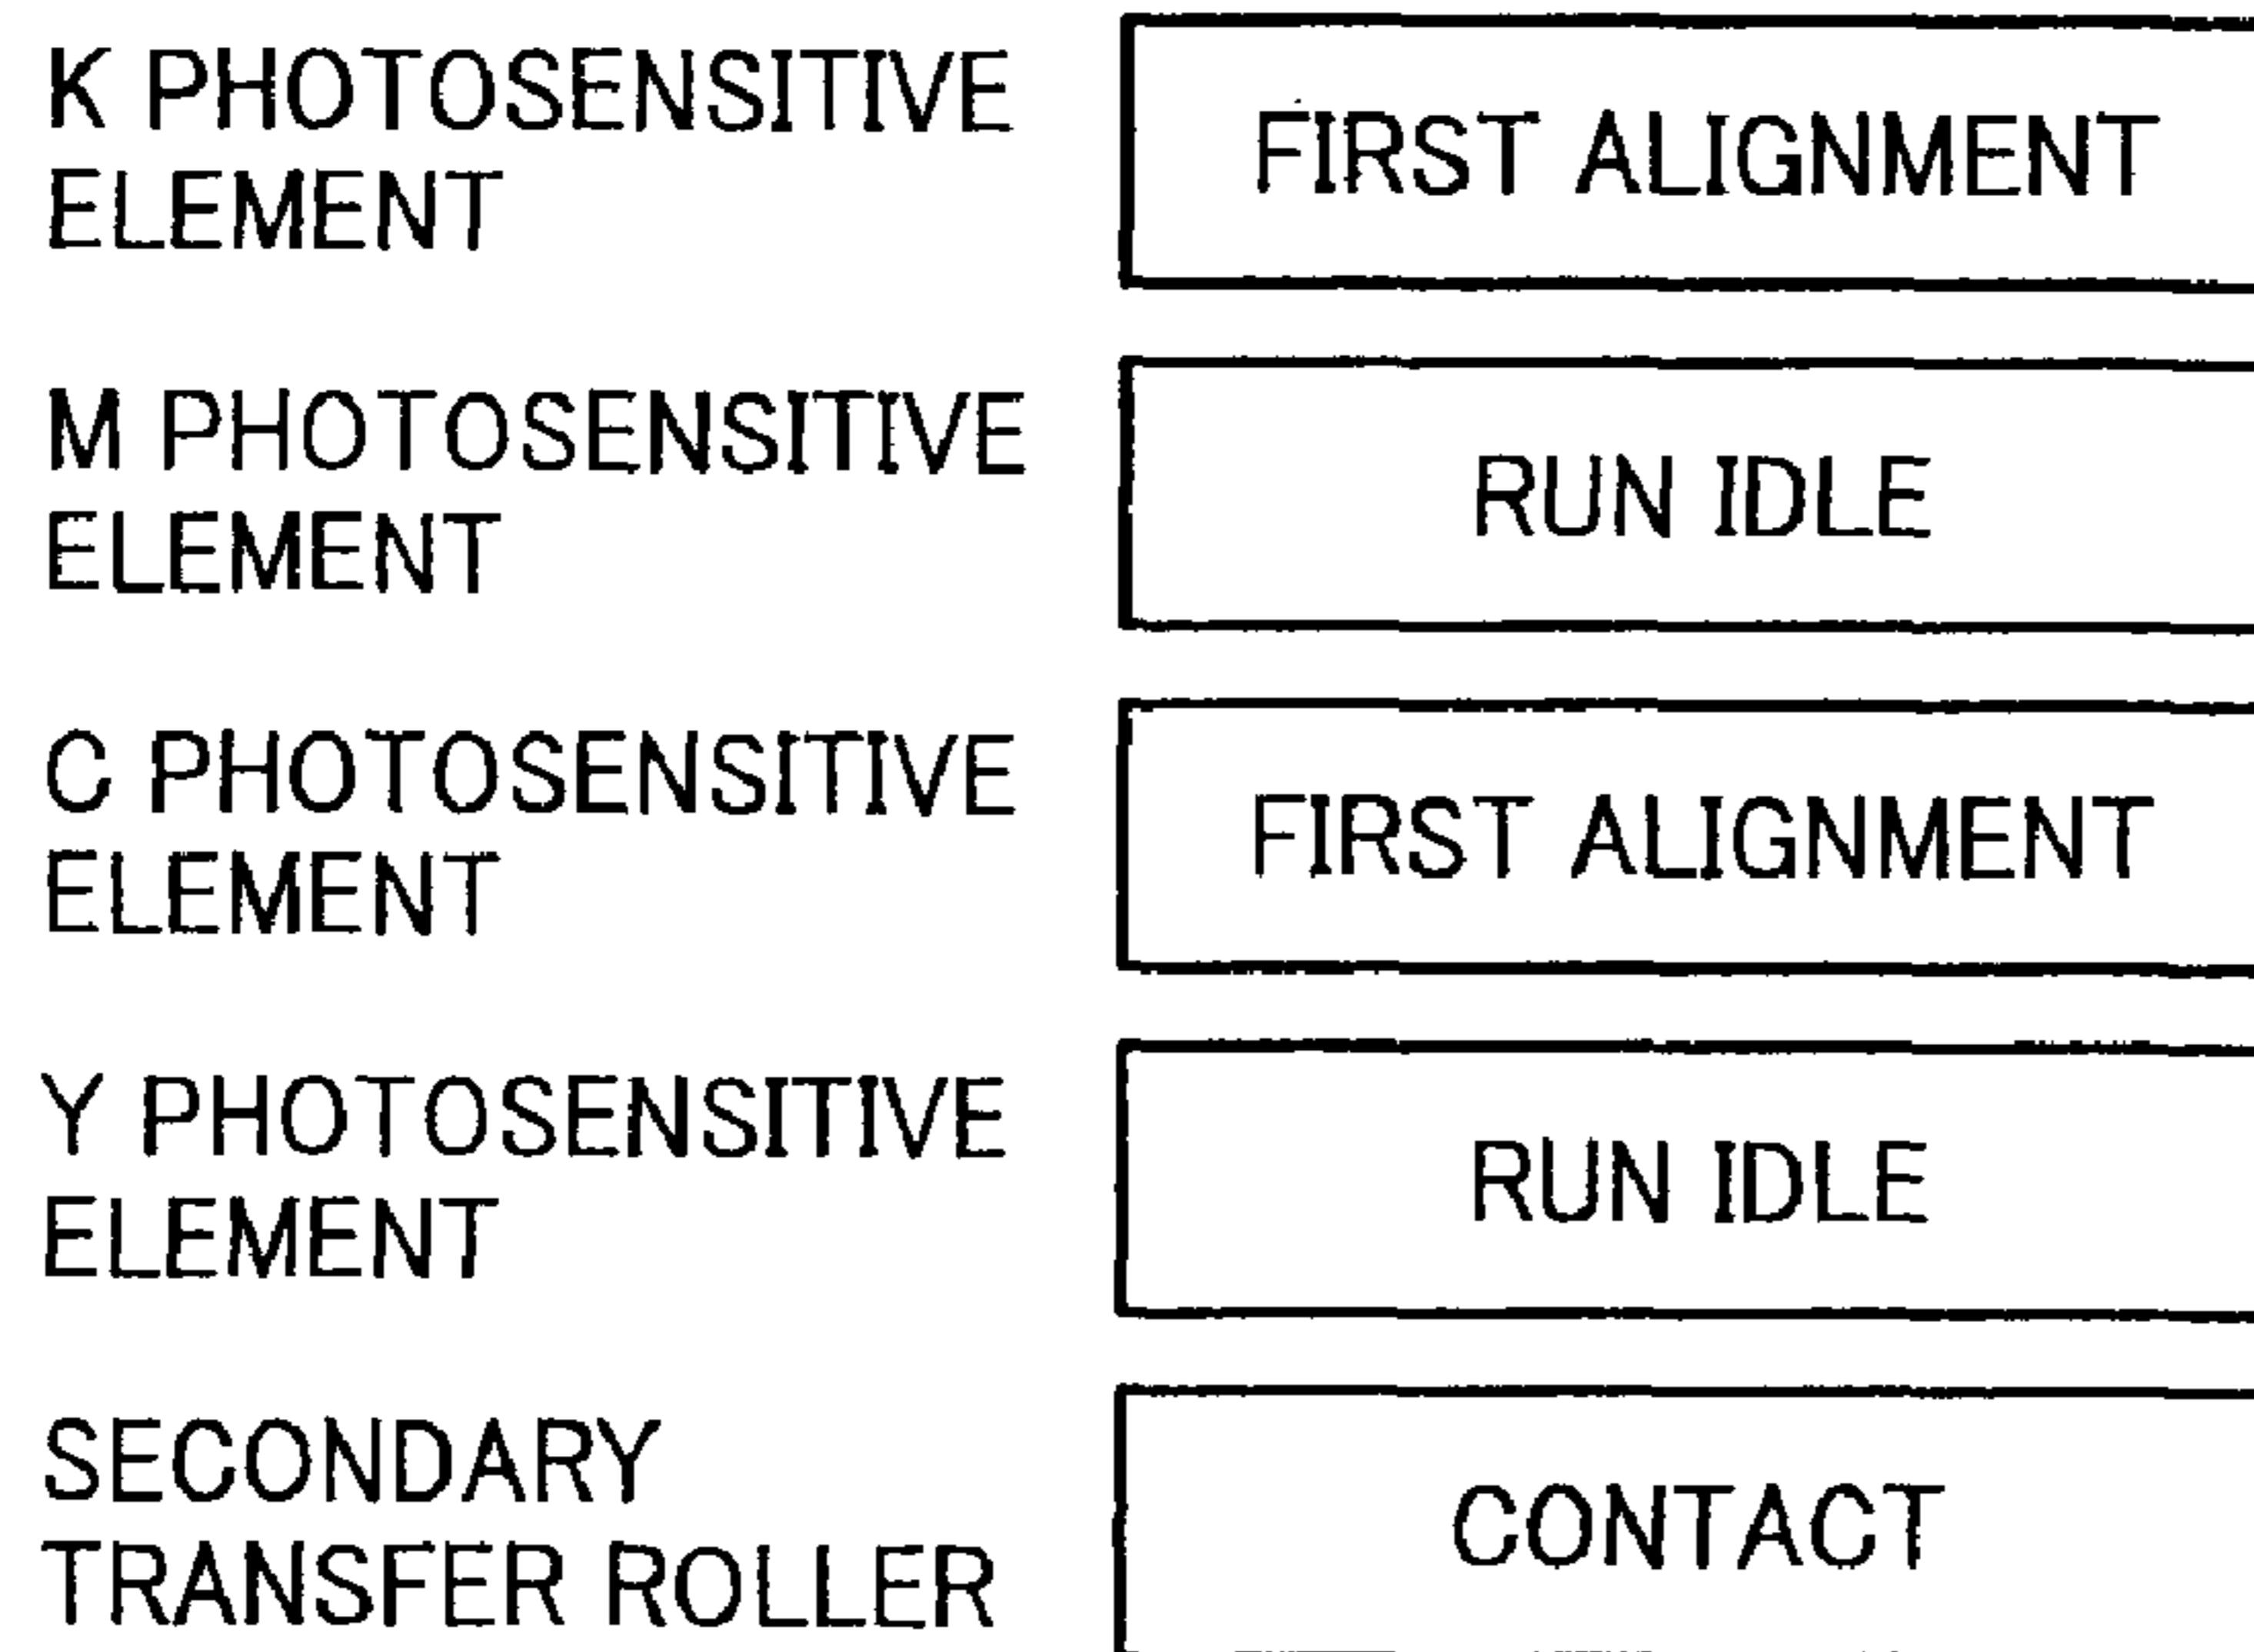 K PHOTOSENSITIVE
ELEMENT
FIRST ALIGNMENT
M PHOTOSENSITIVE
ELEMENT
RUN IDLE
C PHOTOSENSITIVE
ELEMENT
FIRST ALIGNMENT
Y PHOTOSENSITIVE
ELEMENT
RUN IDLE
SECONDARY
TRANSFER ROLLER
CONTACT